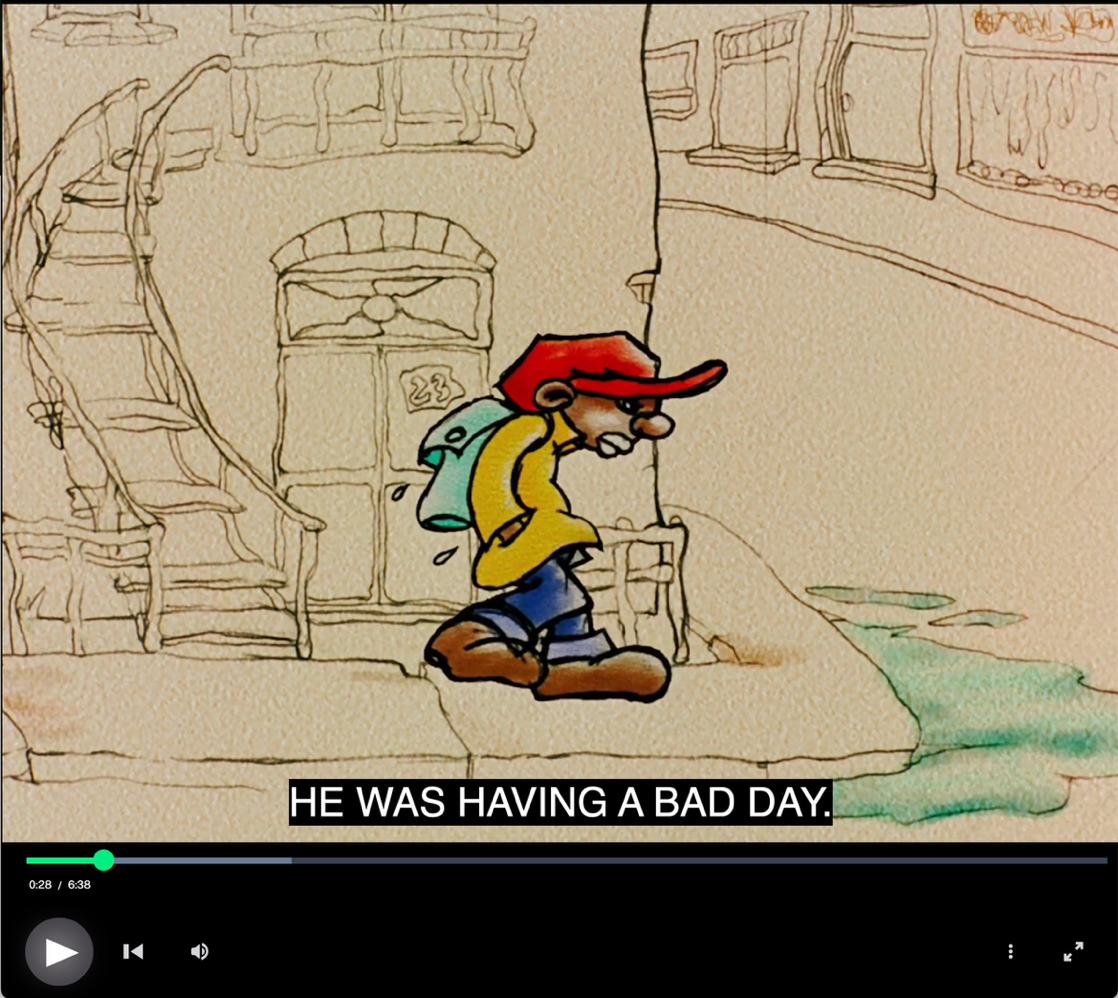 23
HE WAS HAVING A BAD DAY.
0:28 / 6:38